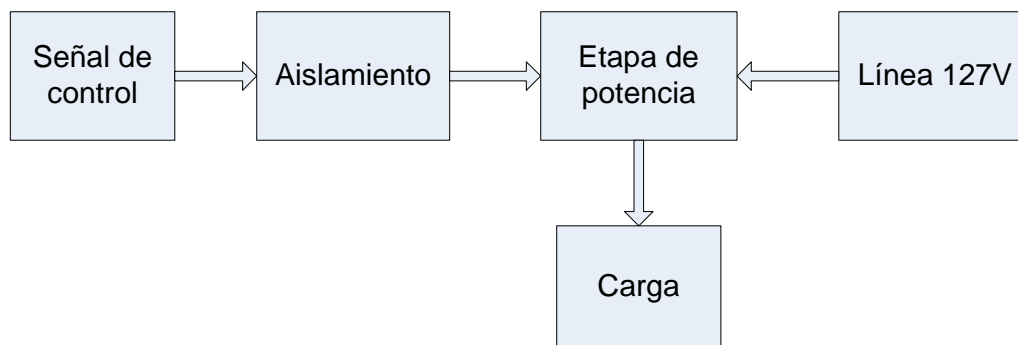 Señal de
control
Aislamiento
Etapa de
potencia
Línea 127V
Carga